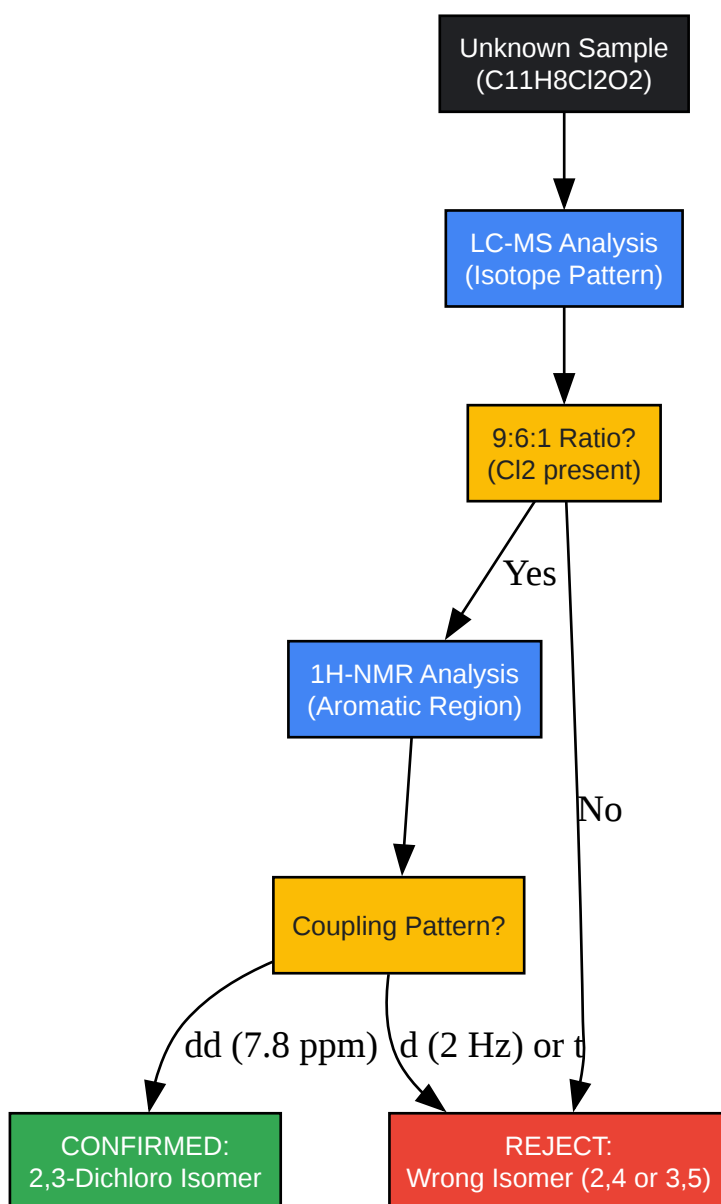 Unknown Sample
(C11H8Cl2O2)
LC-MS Analysis
(Isotope Pattern)
9:6:1 Ratio?
(Cl2 present)
Yes
1H-NMR Analysis
(Aromatic Region)
No
Coupling Pattern?
dd (7.8 ppm)
d (2 Hz) or t
CONFIRMED:
2,3-Dichloro Isomer
REJECT:
Wrong Isomer (2,4 or 3,5)